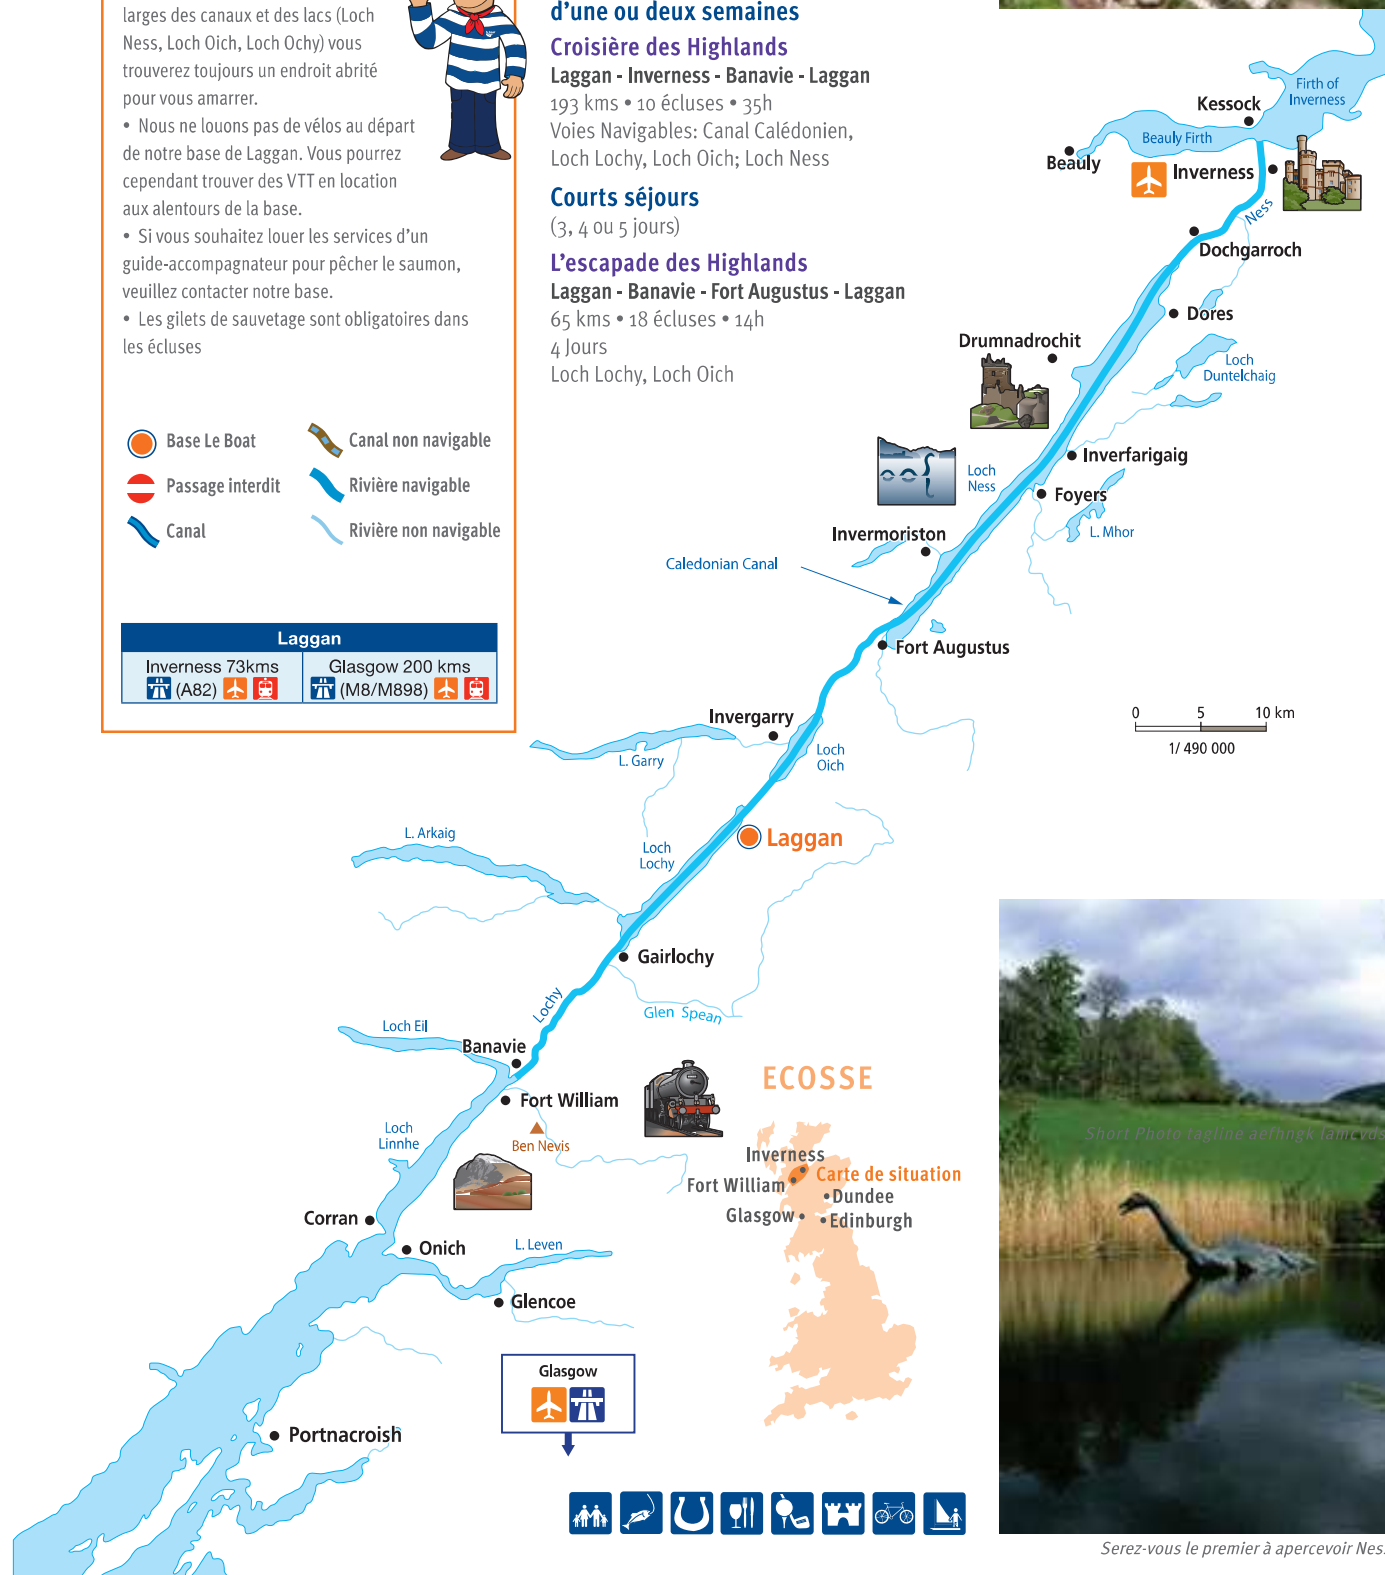 larges des canaux et des lacs (Loch
Ness, Loch Oich, Loch Ochy) vous
trouverez toujours un endroit abrité
pour vous amarrer.
• Nous ne louons pas de vélos au départ
de notre base de Laggan. Vous pourrez
cependant trouver des VTT en location
aux alentours de la base.
• Si vous souhaitez louer les services d’un
guide-accompagnateur pour pêcher le saumon,
veuillez contacter notre base.
• Les gilets de sauvetage sont obligatoires dans
les écluses
Base Le Boat
Canal non navigable
Passage interdit
Rivière navigable
Canal
Rivière non navigable
Laggan
Inverness 73kms
(A82)
Glasgow 200 kms
(M8/M898)
d’une ou deux semaines
Croisière des Highlands
Laggan - Inverness - Banavie - Laggan
193 kms • 10 écluses • 35h
Voies Navigables: Canal Calédonien,
Loch Lochy, Loch Oich; Loch Ness
Courts séjours
(3, 4 ou 5 jours)
L’escapade des Highlands
Laggan - Banavie - Fort Augustus - Laggan
65 kms • 18 écluses • 14h
4 Jours
Loch Lochy, Loch Oich
Firth of
Inverness
Kessock
Beauly Firth
Beauly
Inverness
Ness
Dochgarroch
Dores
Drumnadrochit
Loch
Duntelchaig
Inverfarigaig
Loch
Ness
Foyers
L. Mhor
Invermoriston
Caledonian Canal
Fort Augustus
Invergarry
0 5 10 km
1/ 490 000
Loch
Oich
L. Garry
L. Arkaig
Laggan
Loch
Lochy
Gairlochy
Lochy
Glen Spean
Loch Eil
Banavie
Fort William
Loch
Linnhe
Ben Nevis
Corran
Onich
L. Leven
Glencoe
Glasgow
Portnacroish
ECOSSE
Inverness
Carte de situation
Fort William
Dundee
Glasgow
Edinburgh
Short Photo tagline aefhngk
Serez-vous le premier à apercevoir